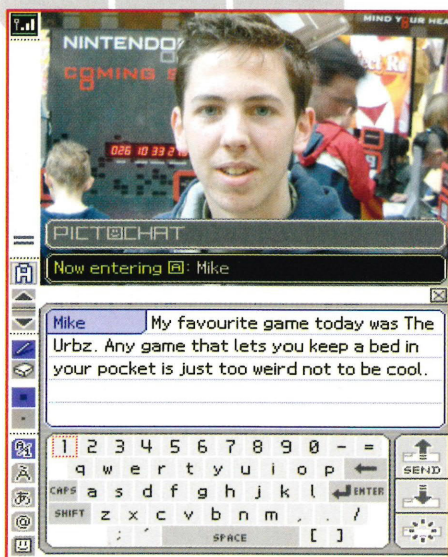 MIND YOUR HEA
NINTENDO
COMING S
026 10 33 2
PICTOCHAT
Now entering A: Mike
Mike
My favourite game today was The
Urbz. Any game that lets you keep a bed in
your pocket is just too weird not to be cool.
1 2 3 4 5 6 7 8 9 0 - =
q w e r t y u i o p
CAPS a s d f g h j k l ENTER
SHIFT z x c v b n m , . /
; ´ SPACE [ ]
SEND
あ
@